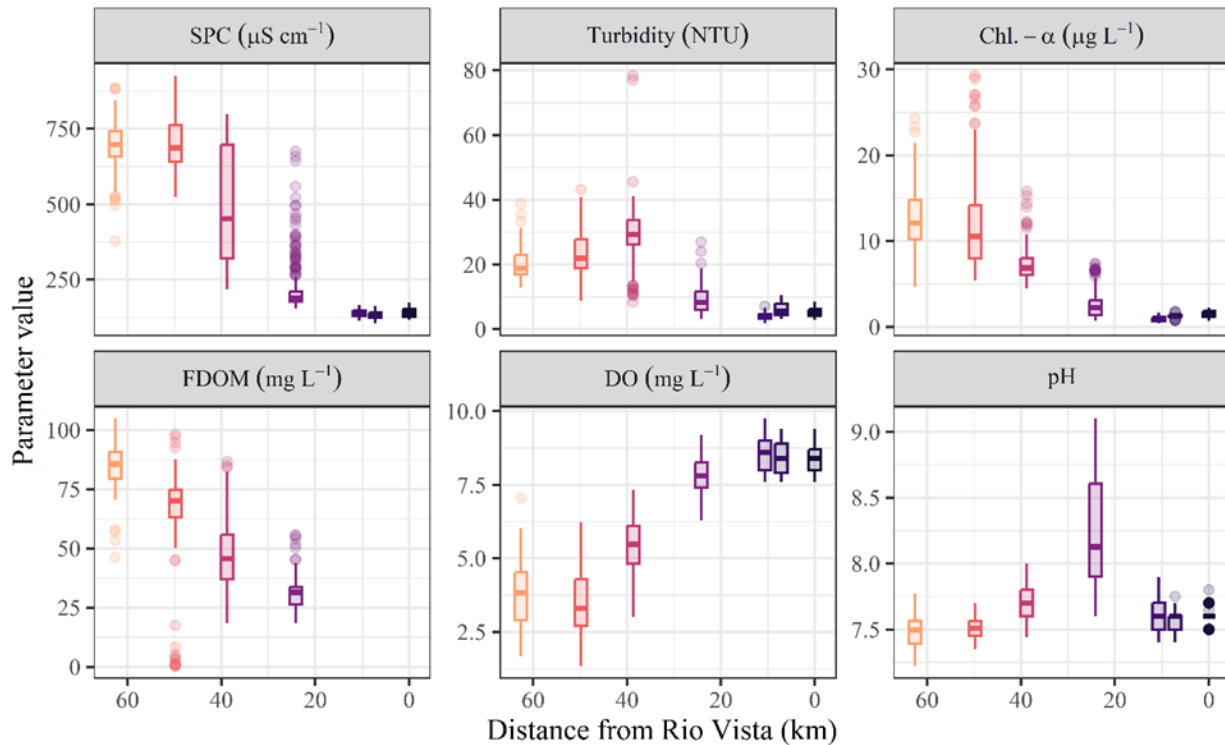 SPC (μS cm⁻¹)
Turbidity (NTU)
Chl. – α (μg L⁻¹)
750
500
250
80
60
40
20
0
30
20
10
0
FDOM (mg L⁻¹)
DO (mg L⁻¹)
pH
100
75
50
25
0
10.0
7.5
5.0
2.5
9.0
8.5
8.0
7.5
60 40 20 0
60 40 20 0
60 40 20 0
Parameter value
Distance from Rio Vista (km)